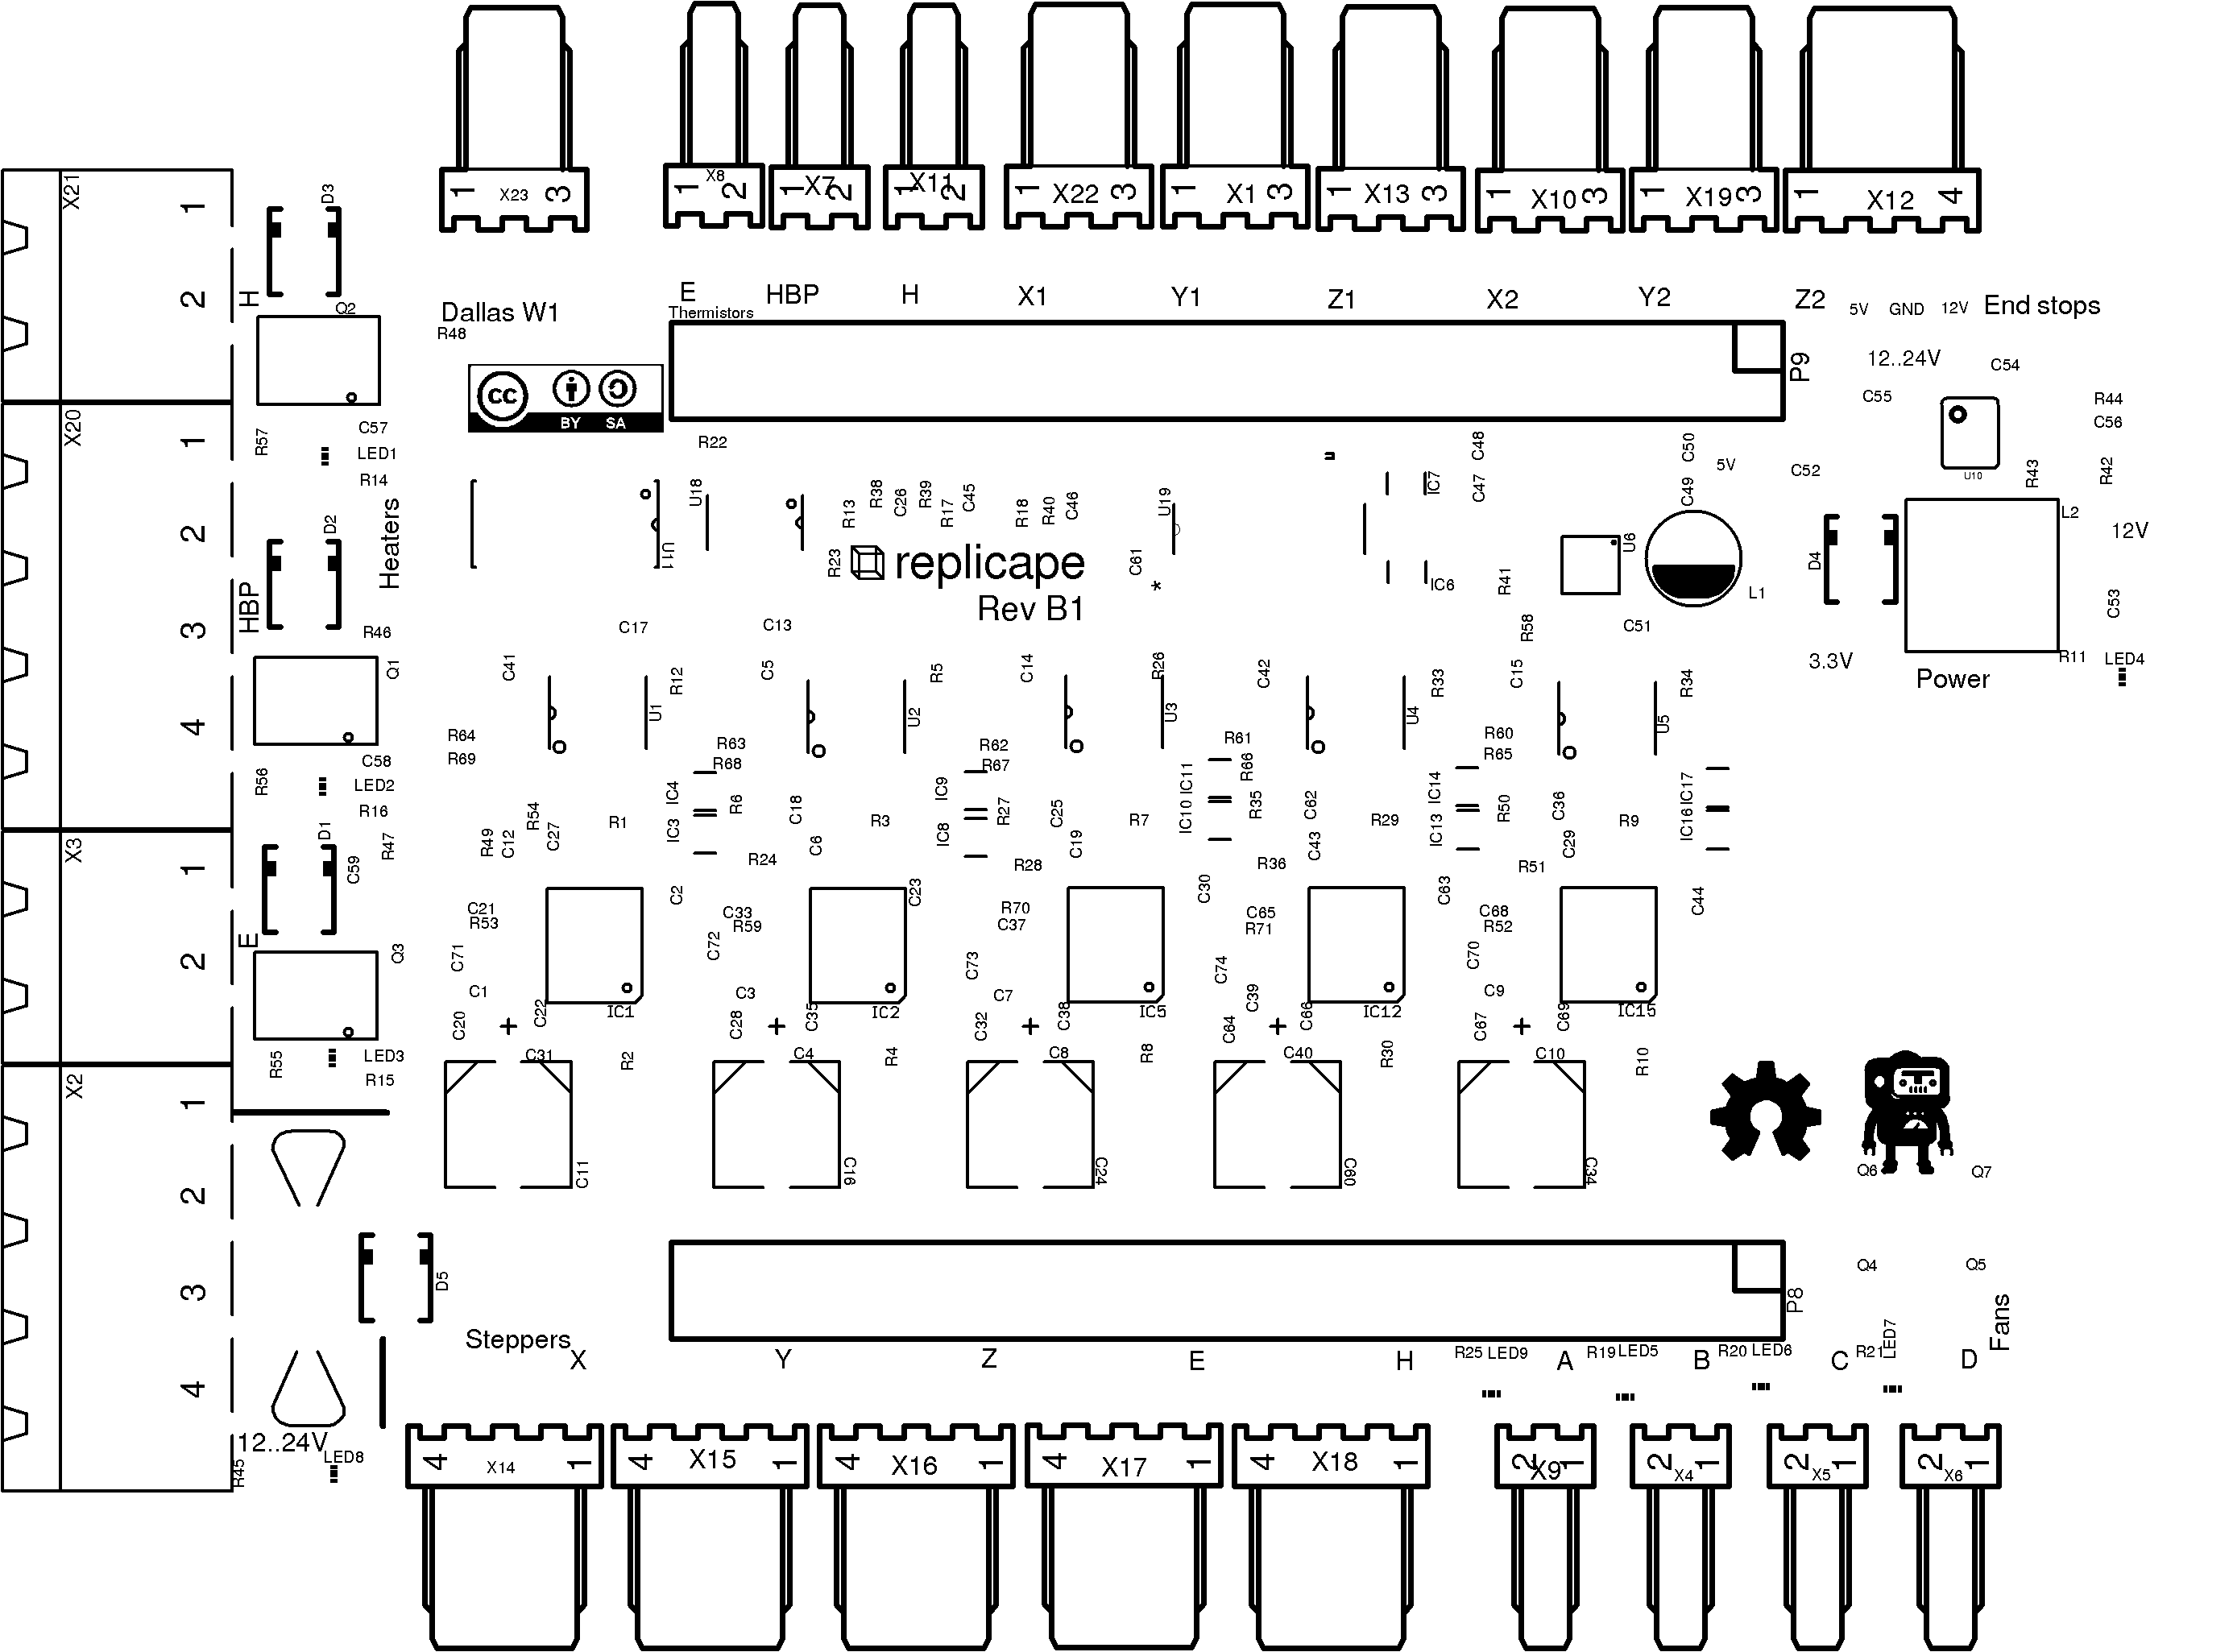 1 X23 3
1 X8 2
1 X7 2
1 X11 2
1 X22 3
1 X1 3
1 X13 3
1 X10 3
1 X19 3
1 X12 4
X21
1
2
H
D3
Q2
Dallas W1
R48
E HBP H X1 Y1 Z1 X2 Y2 Z2
Thermistors
5V GND 12V End stops
12..24V
C54
C55
P9
cc
BY SA
R44
C56
X20
1
2
3
4
HBP
R57
C57
LED1
R14
Heaters
D2
R46
Q1
C58
R56
LED2
R16
R22
U18
U11
R13
R38
C26
R39
R17
C45
R18
R40
C46
U19
R23
replicape
Rev B1
C61
*
IC7
IC6
C48
C47
R41
R58
C50
C49
5V
C52
U6
L1
C51
U10
R43
R42
L2
12V
D4
C53
3.3V
R11
LED4
Power
C17
C13
C41
R12
U1
C5
R5
U2
C14
R26
U3
C42
R33
U4
C15
R34
U5
R64
R69
R63
R68
R62
R67
R61
R66
R60
R65
IC4
IC3
R6
IC9
IC8
R27
IC11
IC10
R35
IC14
IC13
R50
IC17
IC16
R49
C12
R54
C27
R1
C18
C6
R3
C25
C19
R7
C62
C43
R29
C36
C29
R9
R24
R28
R36
R51
X3
1
2
E
D1
C59
R47
Q3
R55
LED3
R15
C2
C23
C30
C63
C44
C21
R53
C33
R59
R70
C37
C65
R71
C68
R52
C71
C72
C73
C74
C70
C1
C3
C7
C39
C9
C20
+
C22
IC1
C28
+
C35
IC2
C32
+
C38
IC5
C64
+
C66
IC12
C67
+
C69
IC15
C31
R2
C4
R4
C8
R8
C40
R30
C10
R10
C11
C16
C24
C60
C34
Q6
Q7
X2
1
2
3
4
D5
12..24V
LED8
R45
P8
Q4
Q5
Fans
Steppers X Y Z E H
R25 LED9 A R19 LED5 B R20 LED6 C R21 LED7 D
4 X14 1
4 X15 1
4 X16 1
4 X17 1
4 X18 1
2 X9 1
2 X4 1
2 X5 1
2 X6 1